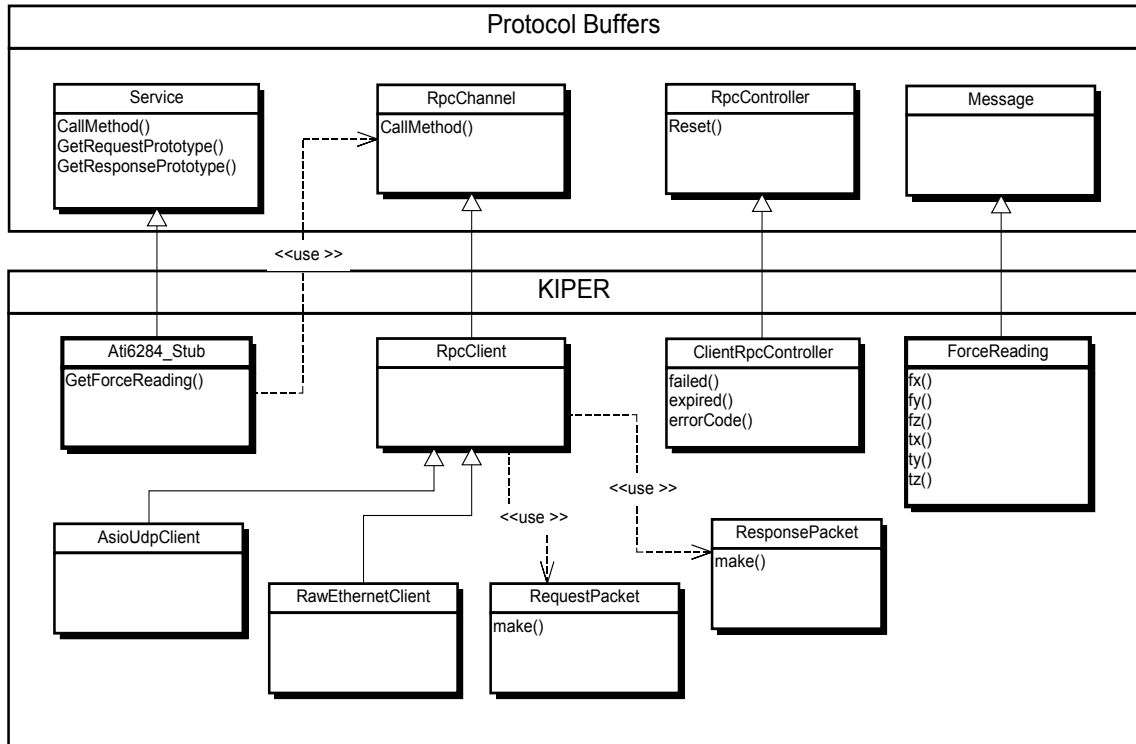 Protocol Buffers
Service
CallMethod()
GetRequestPrototype()
GetResponsePrototype()
RpcChannel
CallMethod()
RpcController
Reset()
Message
<<use >>
KIPER
Ati6284_Stub
GetForceReading()
RpcClient
ClientRpcController
failed()
expired()
errorCode()
ForceReading
fx()
fy()
fz()
tx()
ty()
tz()
<<use >>
<<use >>
AsioUdpClient
RawEthernetClient
RequestPacket
make()
ResponsePacket
make()